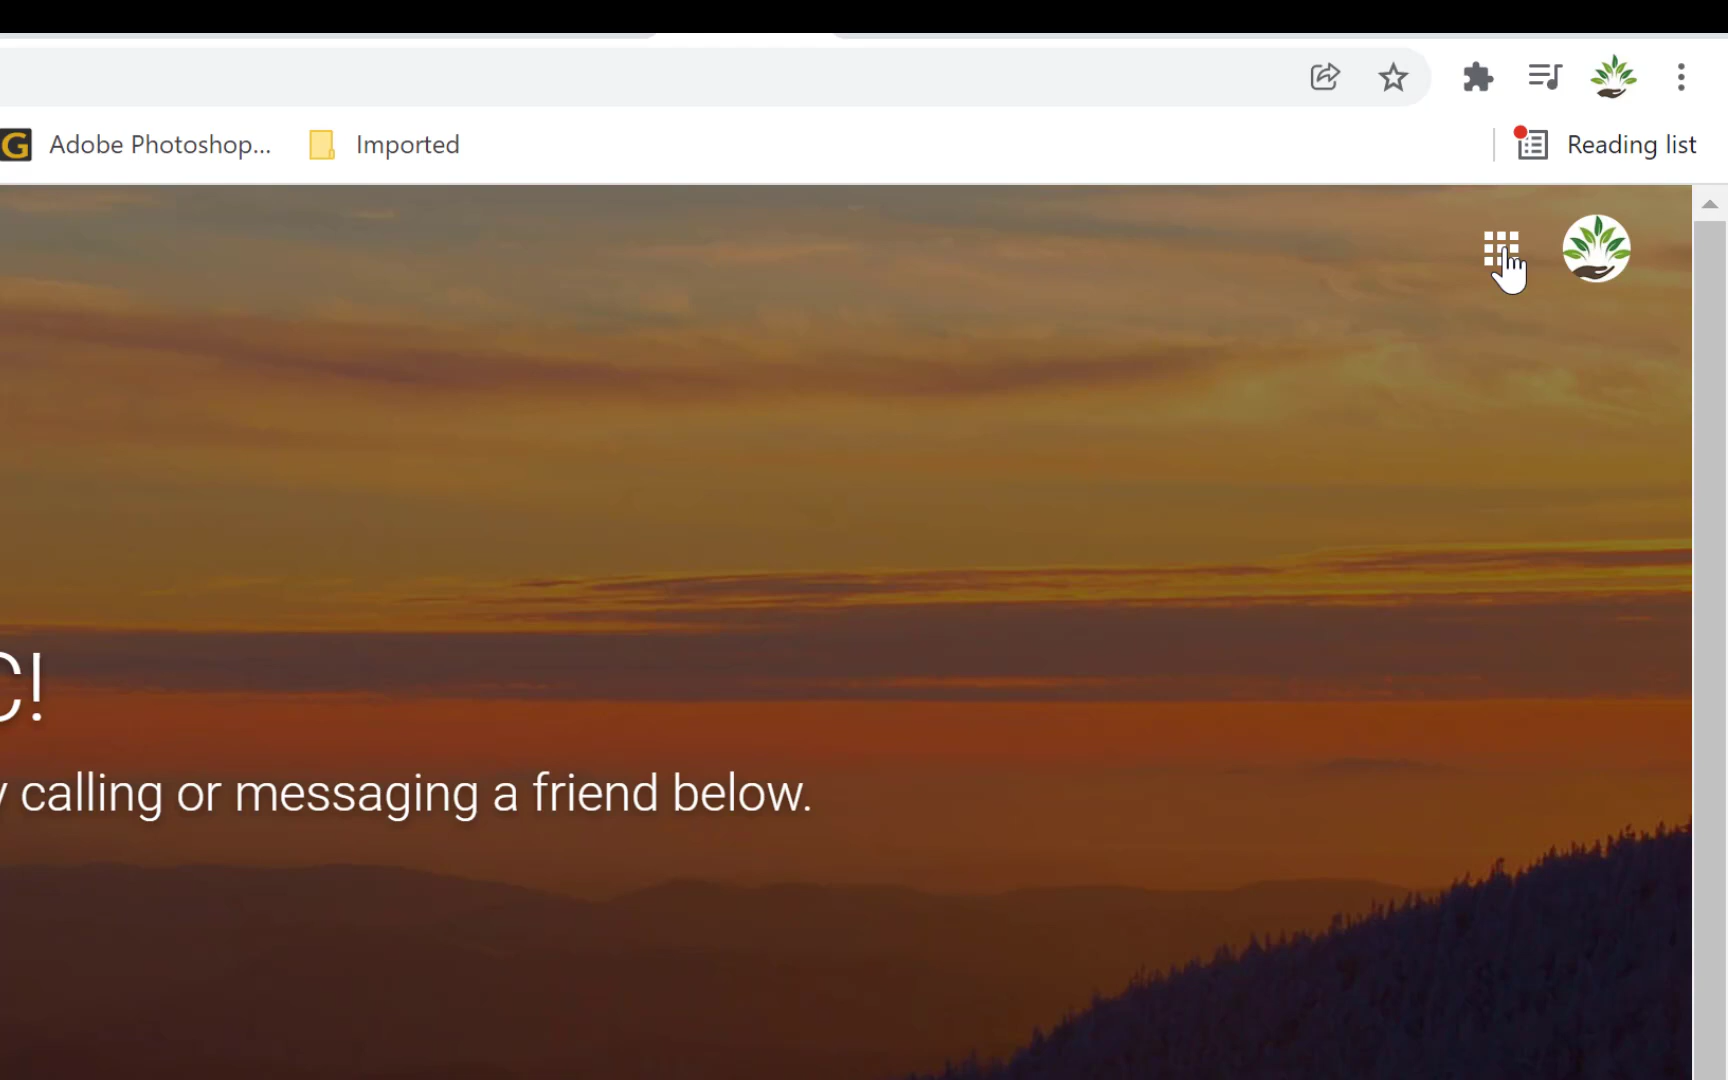 G Adobe Photoshop... Imported Reading list
C!
y calling or messaging a friend below.